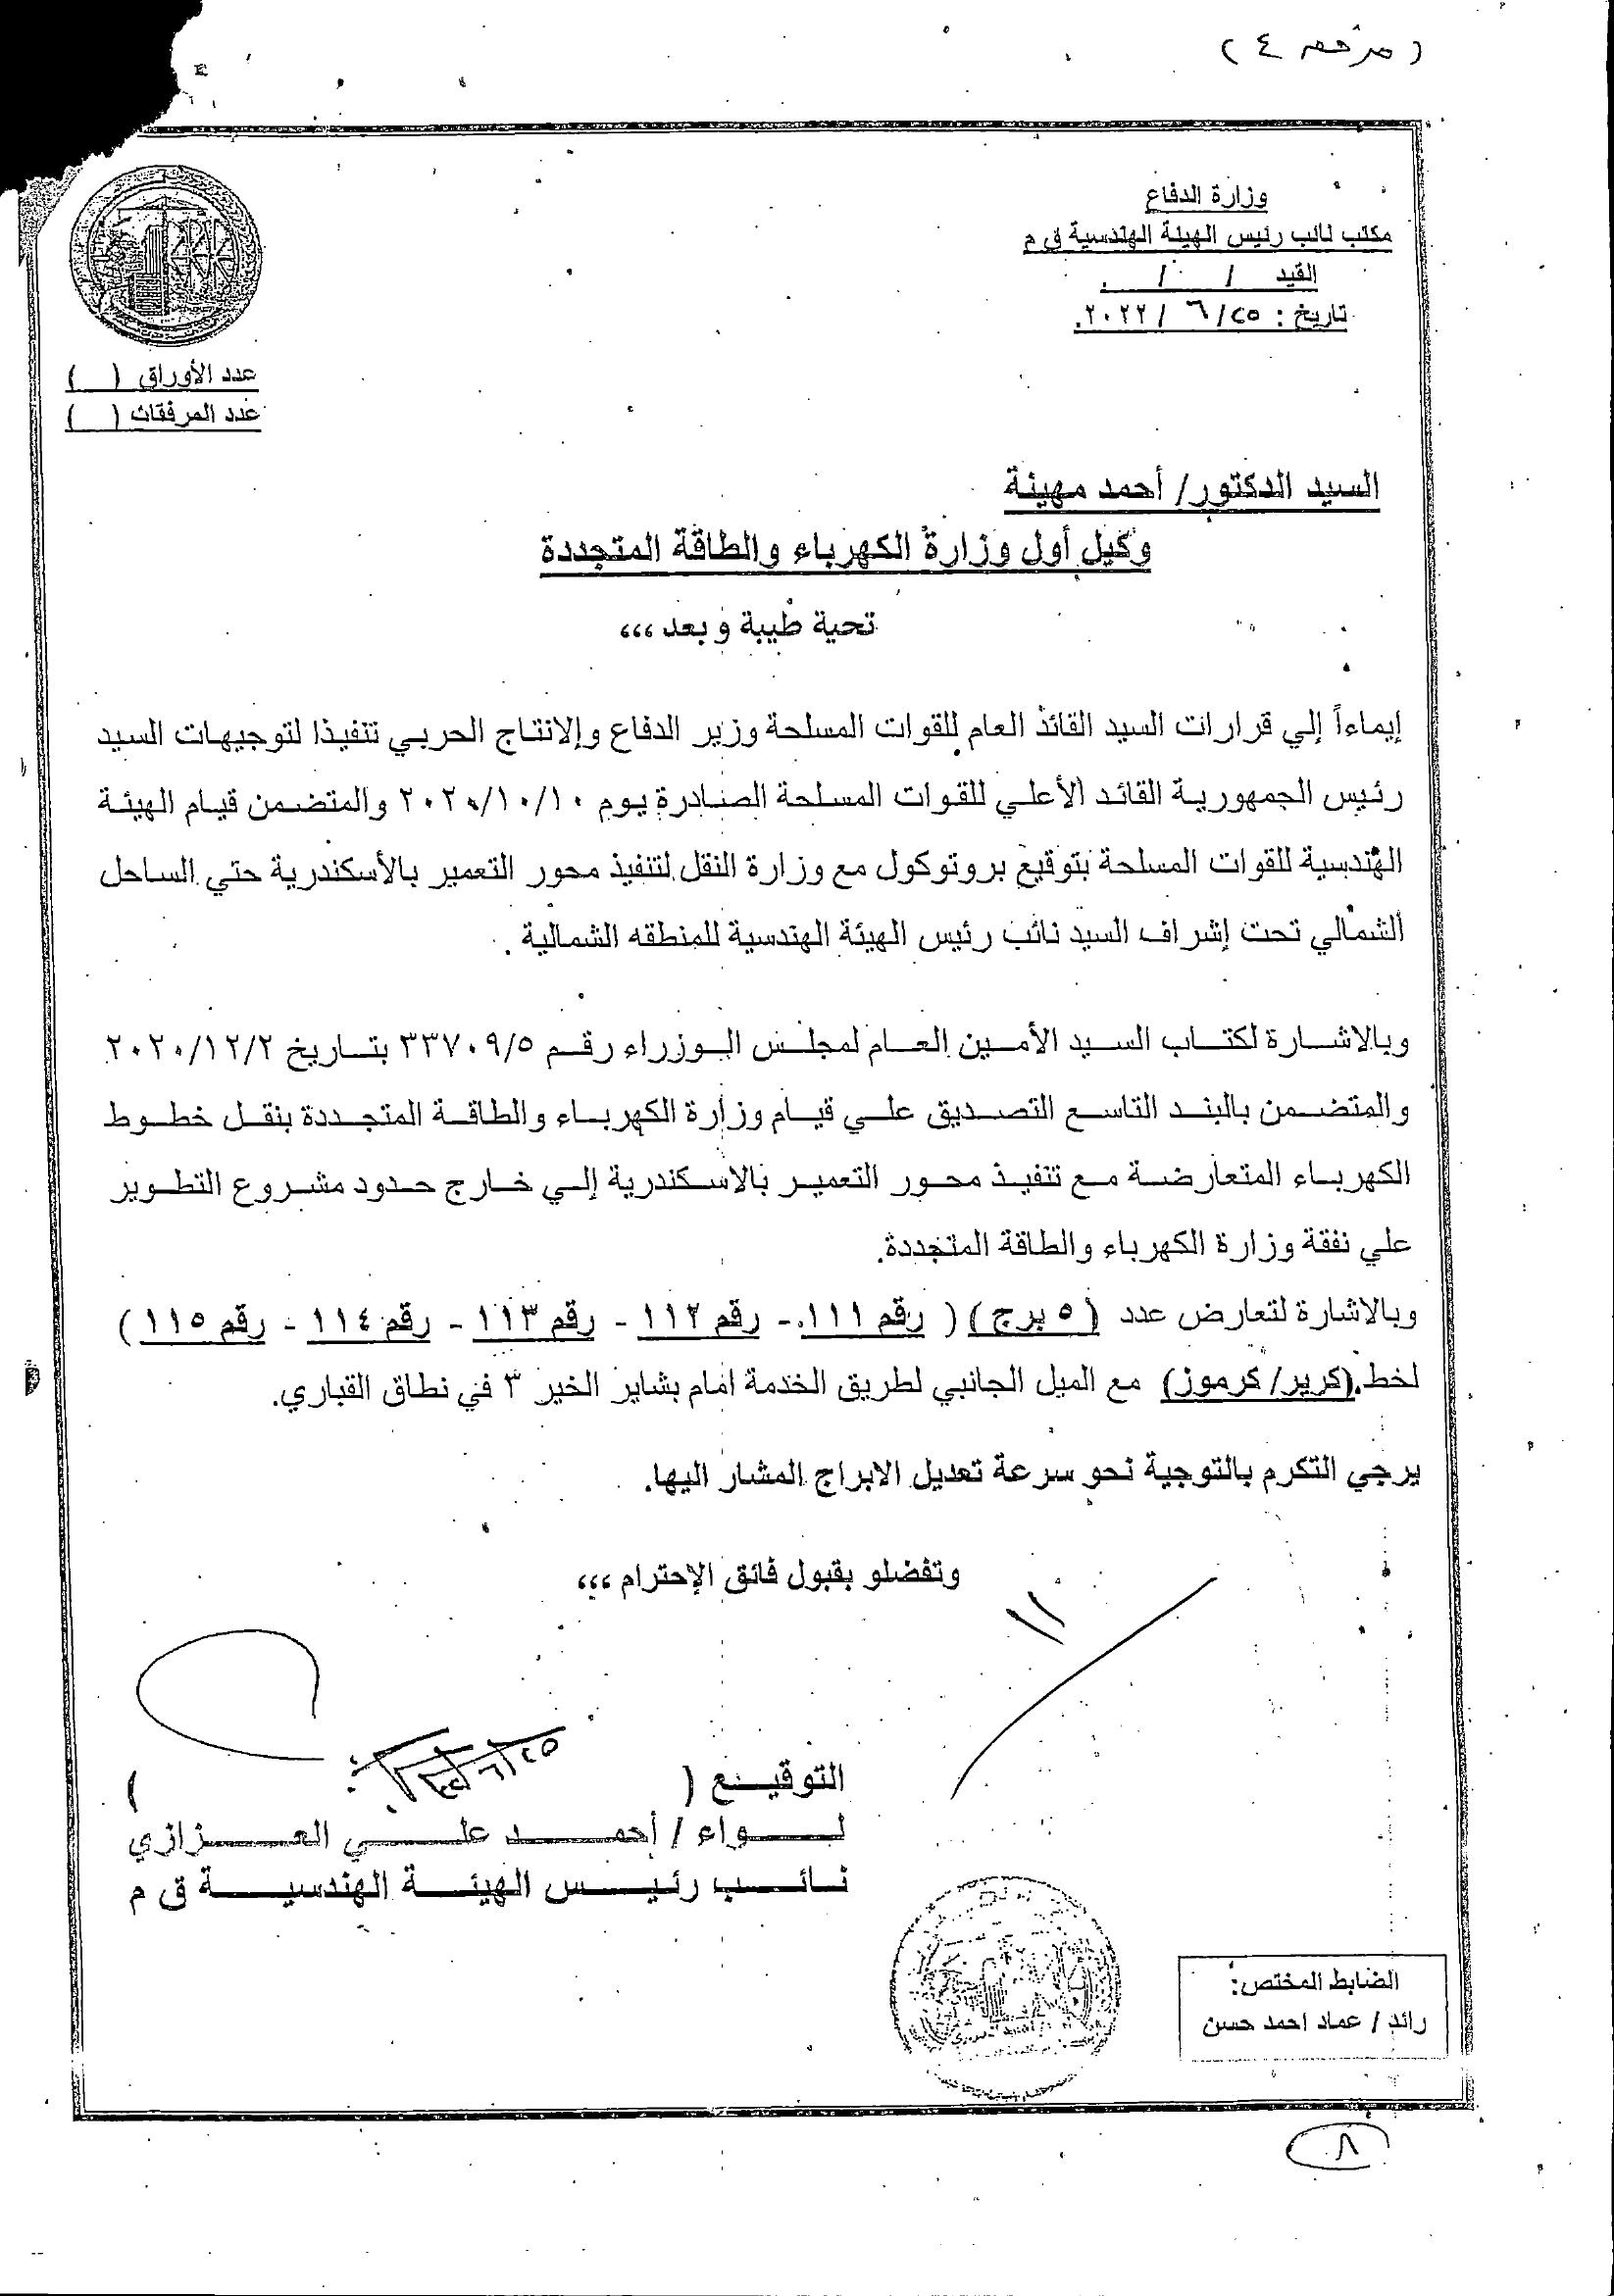 (مرفق ٤)
وزارة الدفاع
مكتب نائب رئيس الهيئة الهندسية ق م
القيد / /
تاريخ : ٢٥/ ٦ / ٢٠٢٢.
عدد الأوراق ( )
عدد المرفقات ( )
السيد الدكتور/ أحمد مهينة
وكيل أول وزارة الكهرباء والطاقة المتجددة
تحية طيبة وبعد ،،،
إيماءاً إلي قرارات السيد القائد العام للقوات المسلحة وزير الدفاع والإنتاج الحربي تنفيذا لتوجيهات السيد
رئيس الجمهورية القائد الأعلي للقوات المسلحة الصادرة يوم ٢٠٢٠/١٠/١٠ والمتضمن قيام الهيئة
الهندسية للقوات المسلحة بتوقيع بروتوكول مع وزارة النقل لتنفيذ محور التعمير بالأسكندرية حتي الساحل
الشمالي تحت إشراف السيد نائب رئيس الهيئة الهندسية للمنطقه الشمالية .
وبالاشارة لكتاب السيد الأمين العام لمجلس الوزراء رقم ٣٣٧٠٩/٥ بتاريخ ٢٠٢٠/١٢/٢
والمتضمن بالبند التاسع التصديق علي قيام وزارة الكهرباء والطاقة المتجددة بنقل خطوط
الكهرباء المتعارضة مع تنفيذ محور التعمير بالاسكندرية إلي خارج حدود مشروع التطوير
علي نفقة وزارة الكهرباء والطاقة المتجددة.
وبالاشارة لتعارض عدد (٥ برج) ( رقم ١١١ - رقم ١١٢ - رقم ١١٣ - رقم ١١٤ - رقم ١١٥)
لخط (كرير/ كرموز) مع الميل الجانبي لطريق الخدمة امام بشاير الخير ٣ في نطاق القباري.
يرجي التكرم بالتوجية نحو سرعة تعديل الابراج المشار اليها.
وتفضلو بقبول فائق الإحترام ،،،
التوقيع ( )
لواء / أحمد علي العزازي
نائب رئيس الهيئة الهندسية ق م
الضابط المختص:
رائد / عماد احمد حسن
٨